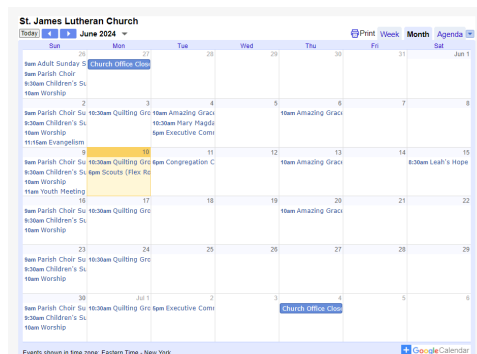 St. James Lutheran Church
Today June 2024 Print Week Month Agenda
Sun Mon Tue Wed Thu Fri Sat
26 27 28 29 30 31 Jun 1
9am Adult Sunday S Church Office Close
9am Parish Choir
9:30am Children's Su
10am Worship
2 3 4 5 6 7 8
9am Parish Choir Su 10:30am Quilting Gro 10am Amazing Grace 10am Amazing Grace
9:30am Children's Su 10:30am Mary Magda
10am Worship 5pm Executive Comm
11:15am Evangelism
9 10 11 12 13 14 15
9am Parish Choir Su 10:30am Quilting Gro 6pm Congregation C 10am Amazing Grace 8:30am Leah's Hope
9:30am Children's Su 6pm Scouts (Flex Ro
10am Worship
11am Youth Meeting
16 17 18 19 20 21 22
9am Parish Choir Su 10:30am Quilting Gro 10am Amazing Grace
9:30am Children's Su
10am Worship
23 24 25 26 27 28 29
9am Parish Choir Su 10:30am Quilting Gro
9:30am Children's Su
10am Worship
30 Jul 1 2 3 4 5 6
9am Parish Choir Su 10:30am Quilting Gro 5pm Executive Comm Church Office Close
9:30am Children's Su
10am Worship
Events shown in time zone: Eastern Time - New York
+ GoogleCalendar